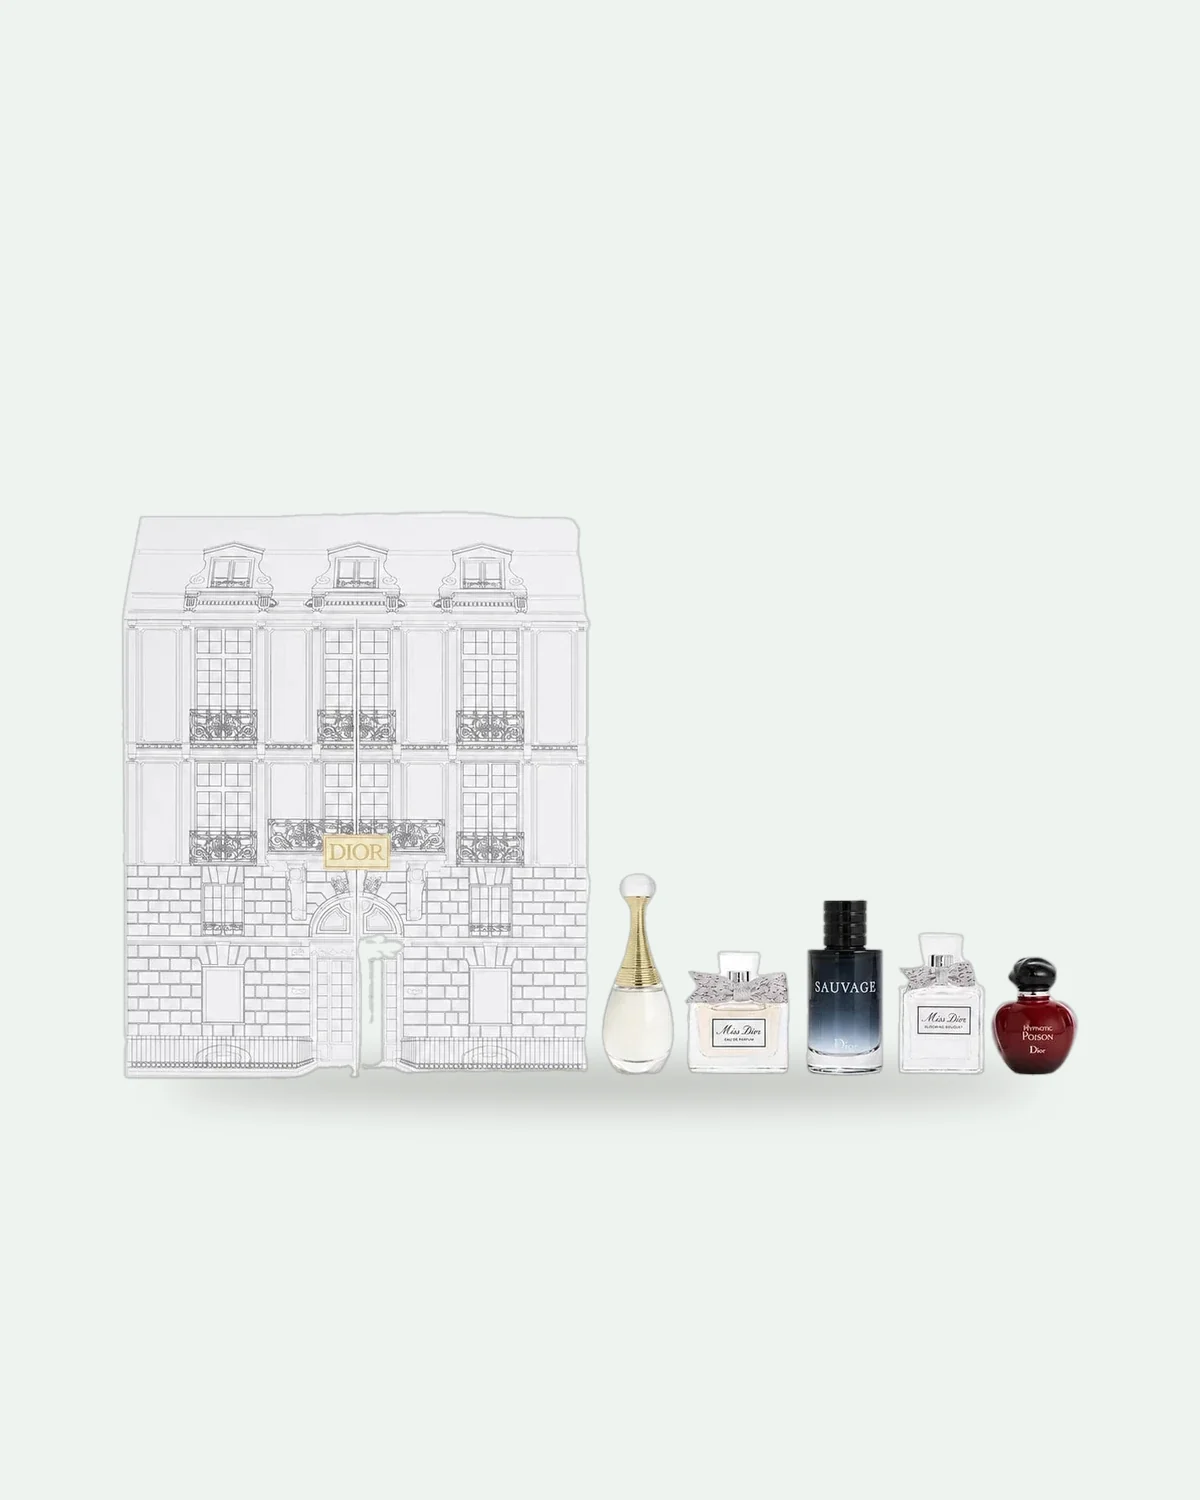 DIOR
Miss Dior
EAU DE PARFUM
SAUVAGE
Dior
Miss Dior
BLOOMING BOUQUET
HYPNOTIC
POISON
Dior